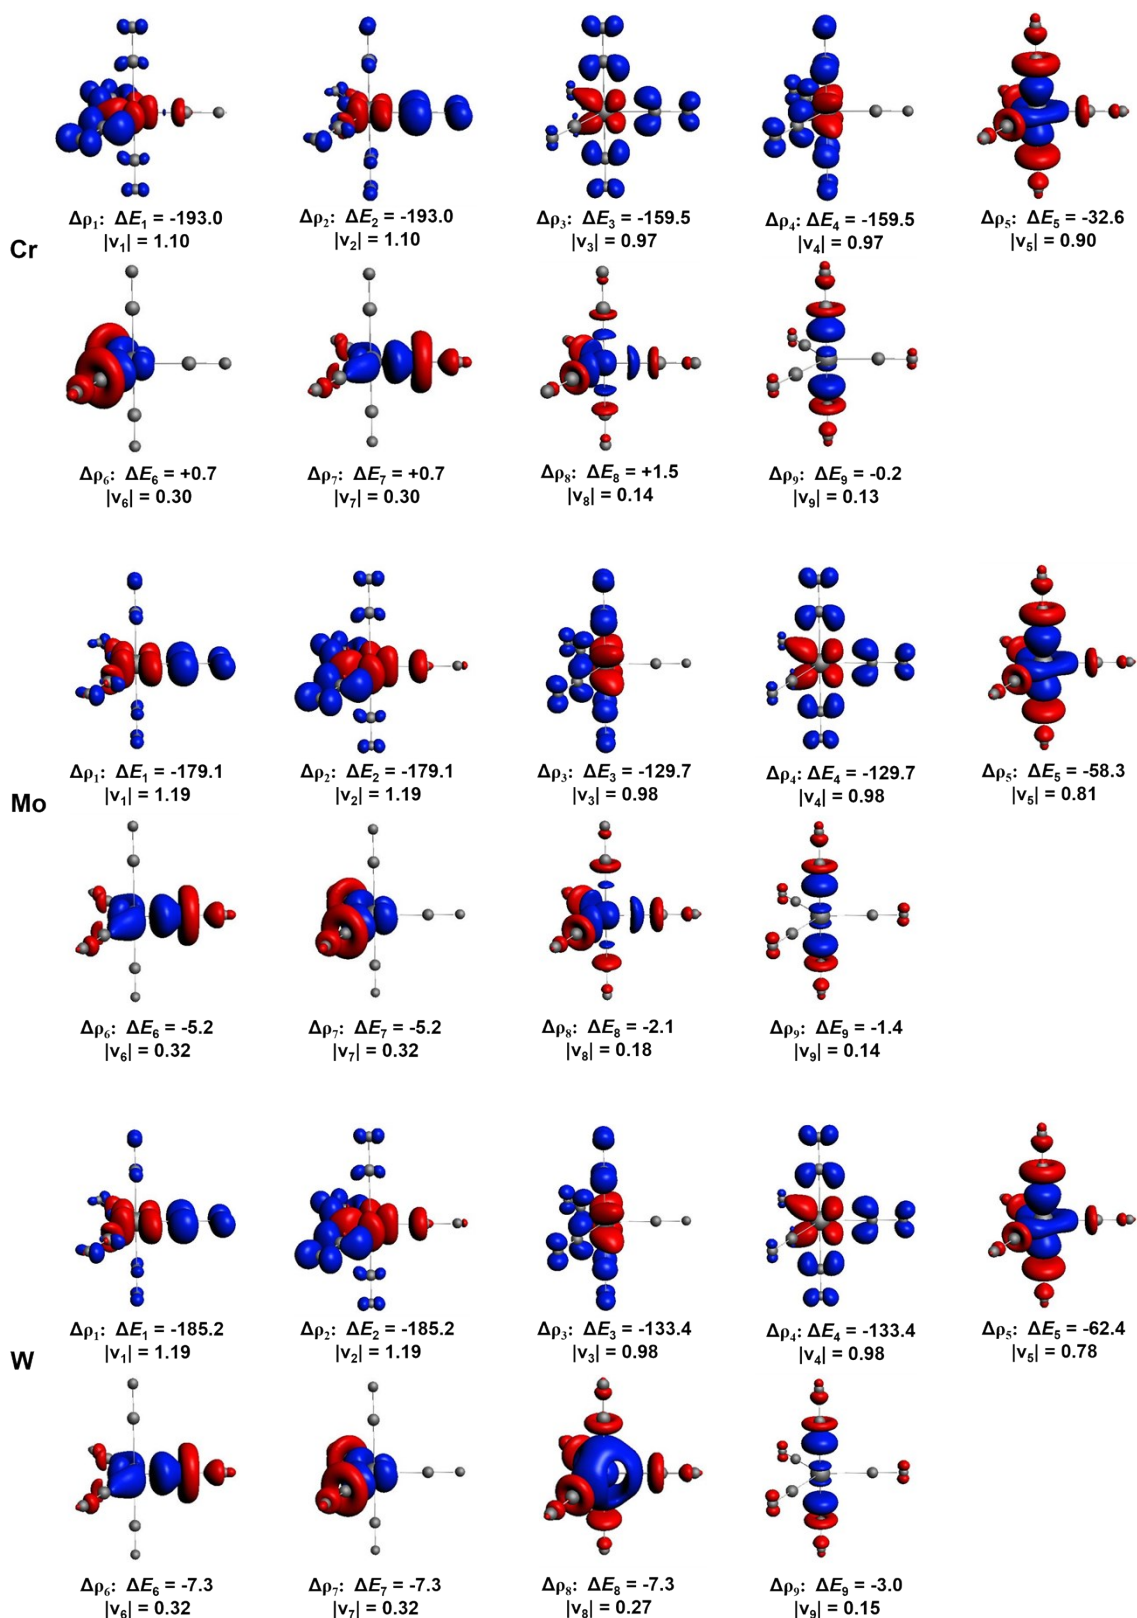 Δρ₁: ΔE₁ = -193.0
|v₁| = 1.10
Δρ₂: ΔE₂ = -193.0
|v₂| = 1.10
Δρ₃: ΔE₃ = -159.5
|v₃| = 0.97
Δρ₄: ΔE₄ = -159.5
|v₄| = 0.97
Δρ₅: ΔE₅ = -32.6
|v₅| = 0.90
Cr
Δρ₆: ΔE₆ = +0.7
|v₆| = 0.30
Δρ₇: ΔE₇ = +0.7
|v₇| = 0.30
Δρ₈: ΔE₈ = +1.5
|v₈| = 0.14
Δρ₉: ΔE₉ = -0.2
|v₉| = 0.13
Δρ₁: ΔE₁ = -179.1
|v₁| = 1.19
Δρ₂: ΔE₂ = -179.1
|v₂| = 1.19
Δρ₃: ΔE₃ = -129.7
|v₃| = 0.98
Δρ₄: ΔE₄ = -129.7
|v₄| = 0.98
Δρ₅: ΔE₅ = -58.3
|v₅| = 0.81
Mo
Δρ₆: ΔE₆ = -5.2
|v₆| = 0.32
Δρ₇: ΔE₇ = -5.2
|v₇| = 0.32
Δρ₈: ΔE₈ = -2.1
|v₈| = 0.18
Δρ₉: ΔE₉ = -1.4
|v₉| = 0.14
Δρ₁: ΔE₁ = -185.2
|v₁| = 1.19
Δρ₂: ΔE₂ = -185.2
|v₂| = 1.19
Δρ₃: ΔE₃ = -133.4
|v₃| = 0.98
Δρ₄: ΔE₄ = -133.4
|v₄| = 0.98
Δρ₅: ΔE₅ = -62.4
|v₅| = 0.78
W
Δρ₆: ΔE₆ = -7.3
|v₆| = 0.32
Δρ₇: ΔE₇ = -7.3
|v₇| = 0.32
Δρ₈: ΔE₈ = -7.3
|v₈| = 0.27
Δρ₉: ΔE₉ = -3.0
|v₉| = 0.15